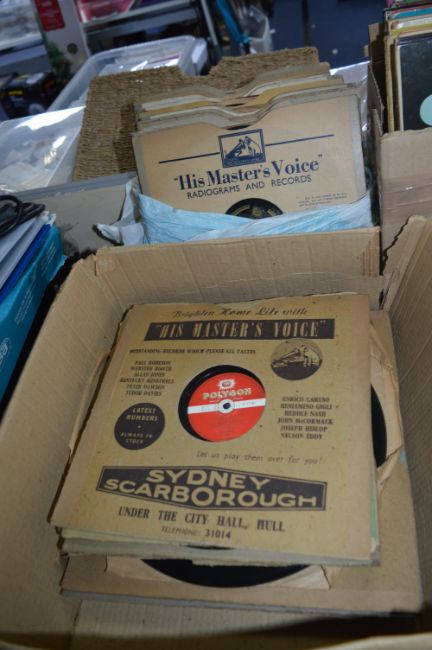 "His Master's Voice"
RADIOGRAMS AND RECORDS
Brighten Home Life with
"HIS MASTER'S VOICE"
OUTSTANDING RECORDS WHICH PLEASE ALL TASTES
PAUL ROBESON
WEBSTER BOOTH
ALLAN JONES
KENTUCKY MINSTRELS
PETER DAWSON
TUDOR DAVIES
LATEST
NUMBERS
ALWAYS
IN STOCK
POLYGON
ENRICO CARUSO
BENIAMINO GIGLI
HEDDLE NASH
JOHN McCORMACK
JOSEPH HISLOP
NELSON EDDY
Let us play them over for you!
SYDNEY
SCARBOROUGH
UNDER THE CITY HALL, HULL
TELEPHONE: 31014